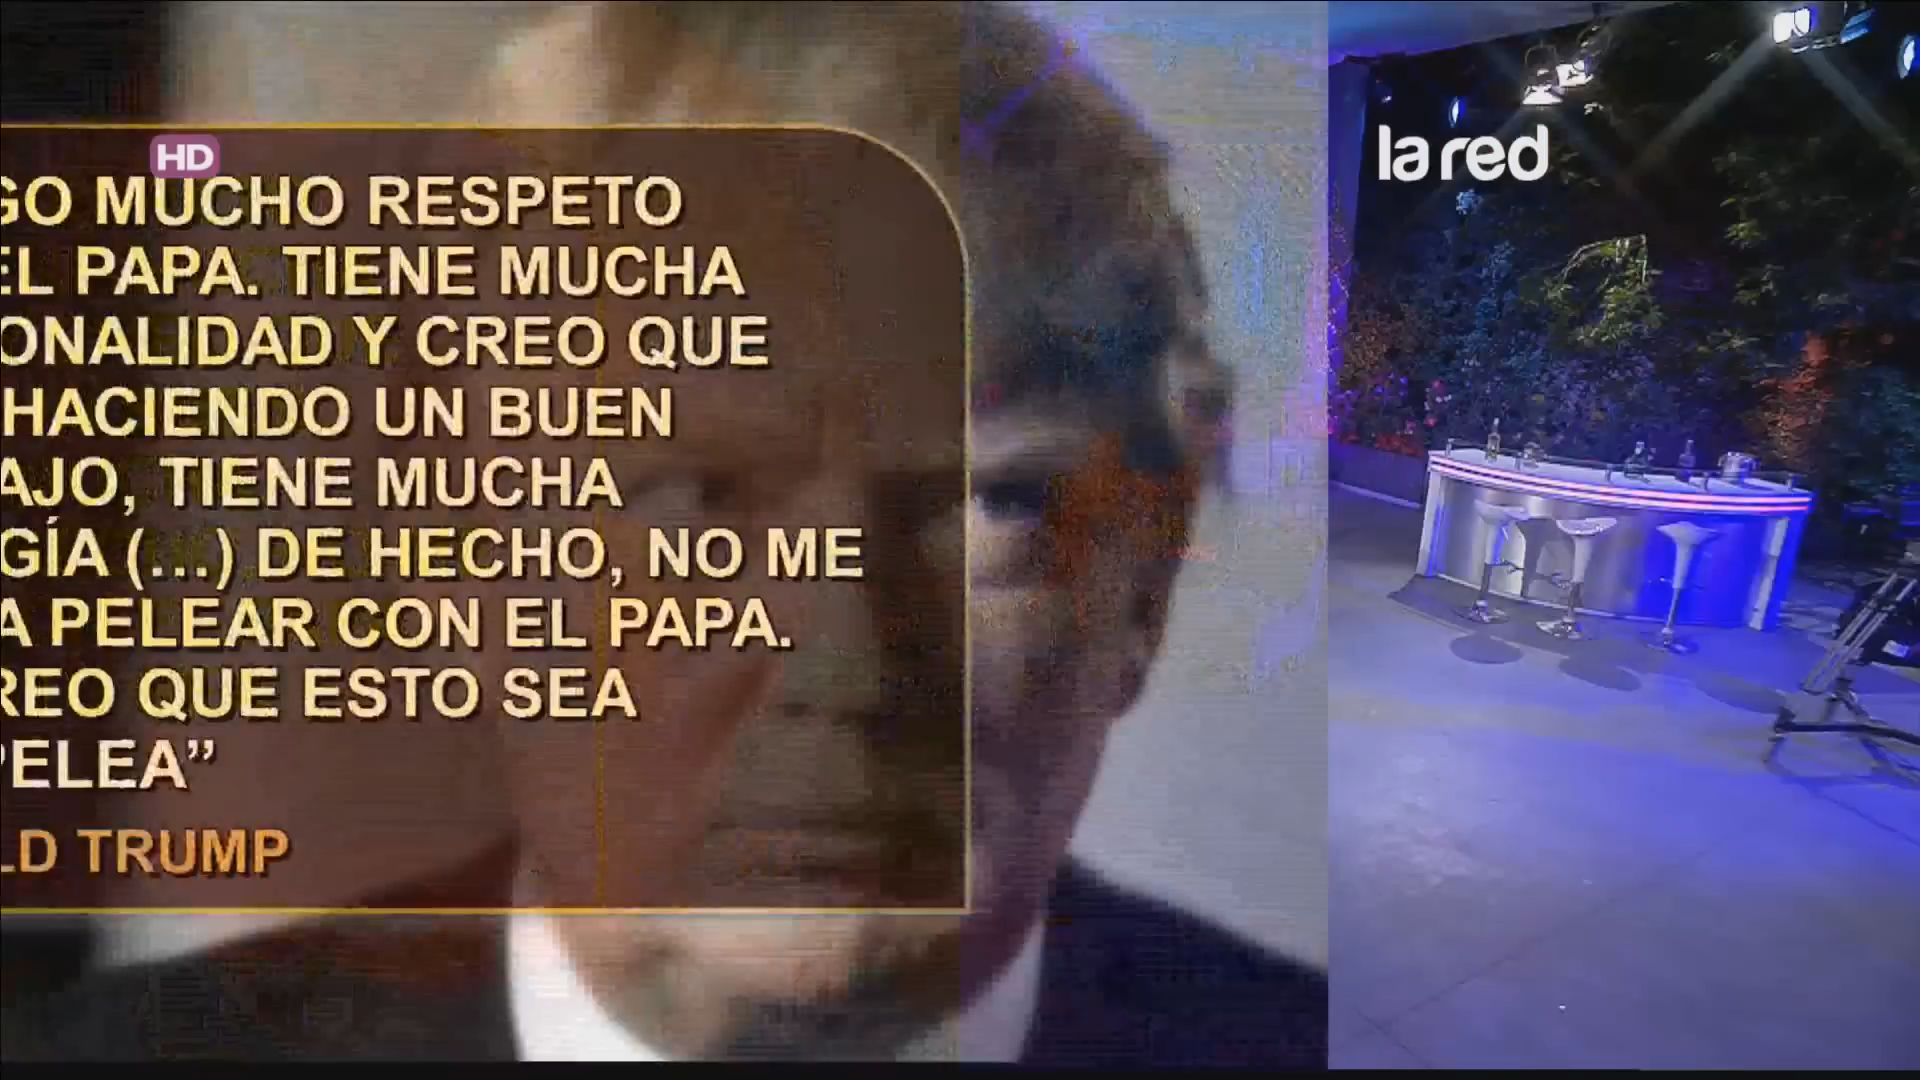 HD
la red
GO MUCHO RESPETO
EL PAPA. TIENE MUCHA
ONALIDAD Y CREO QUE
HACIENDO UN BUEN
AJO, TIENE MUCHA
GÍA (...) DE HECHO, NO ME
A PELEAR CON EL PAPA.
REO QUE ESTO SEA
PELEA”
LD TRUMP